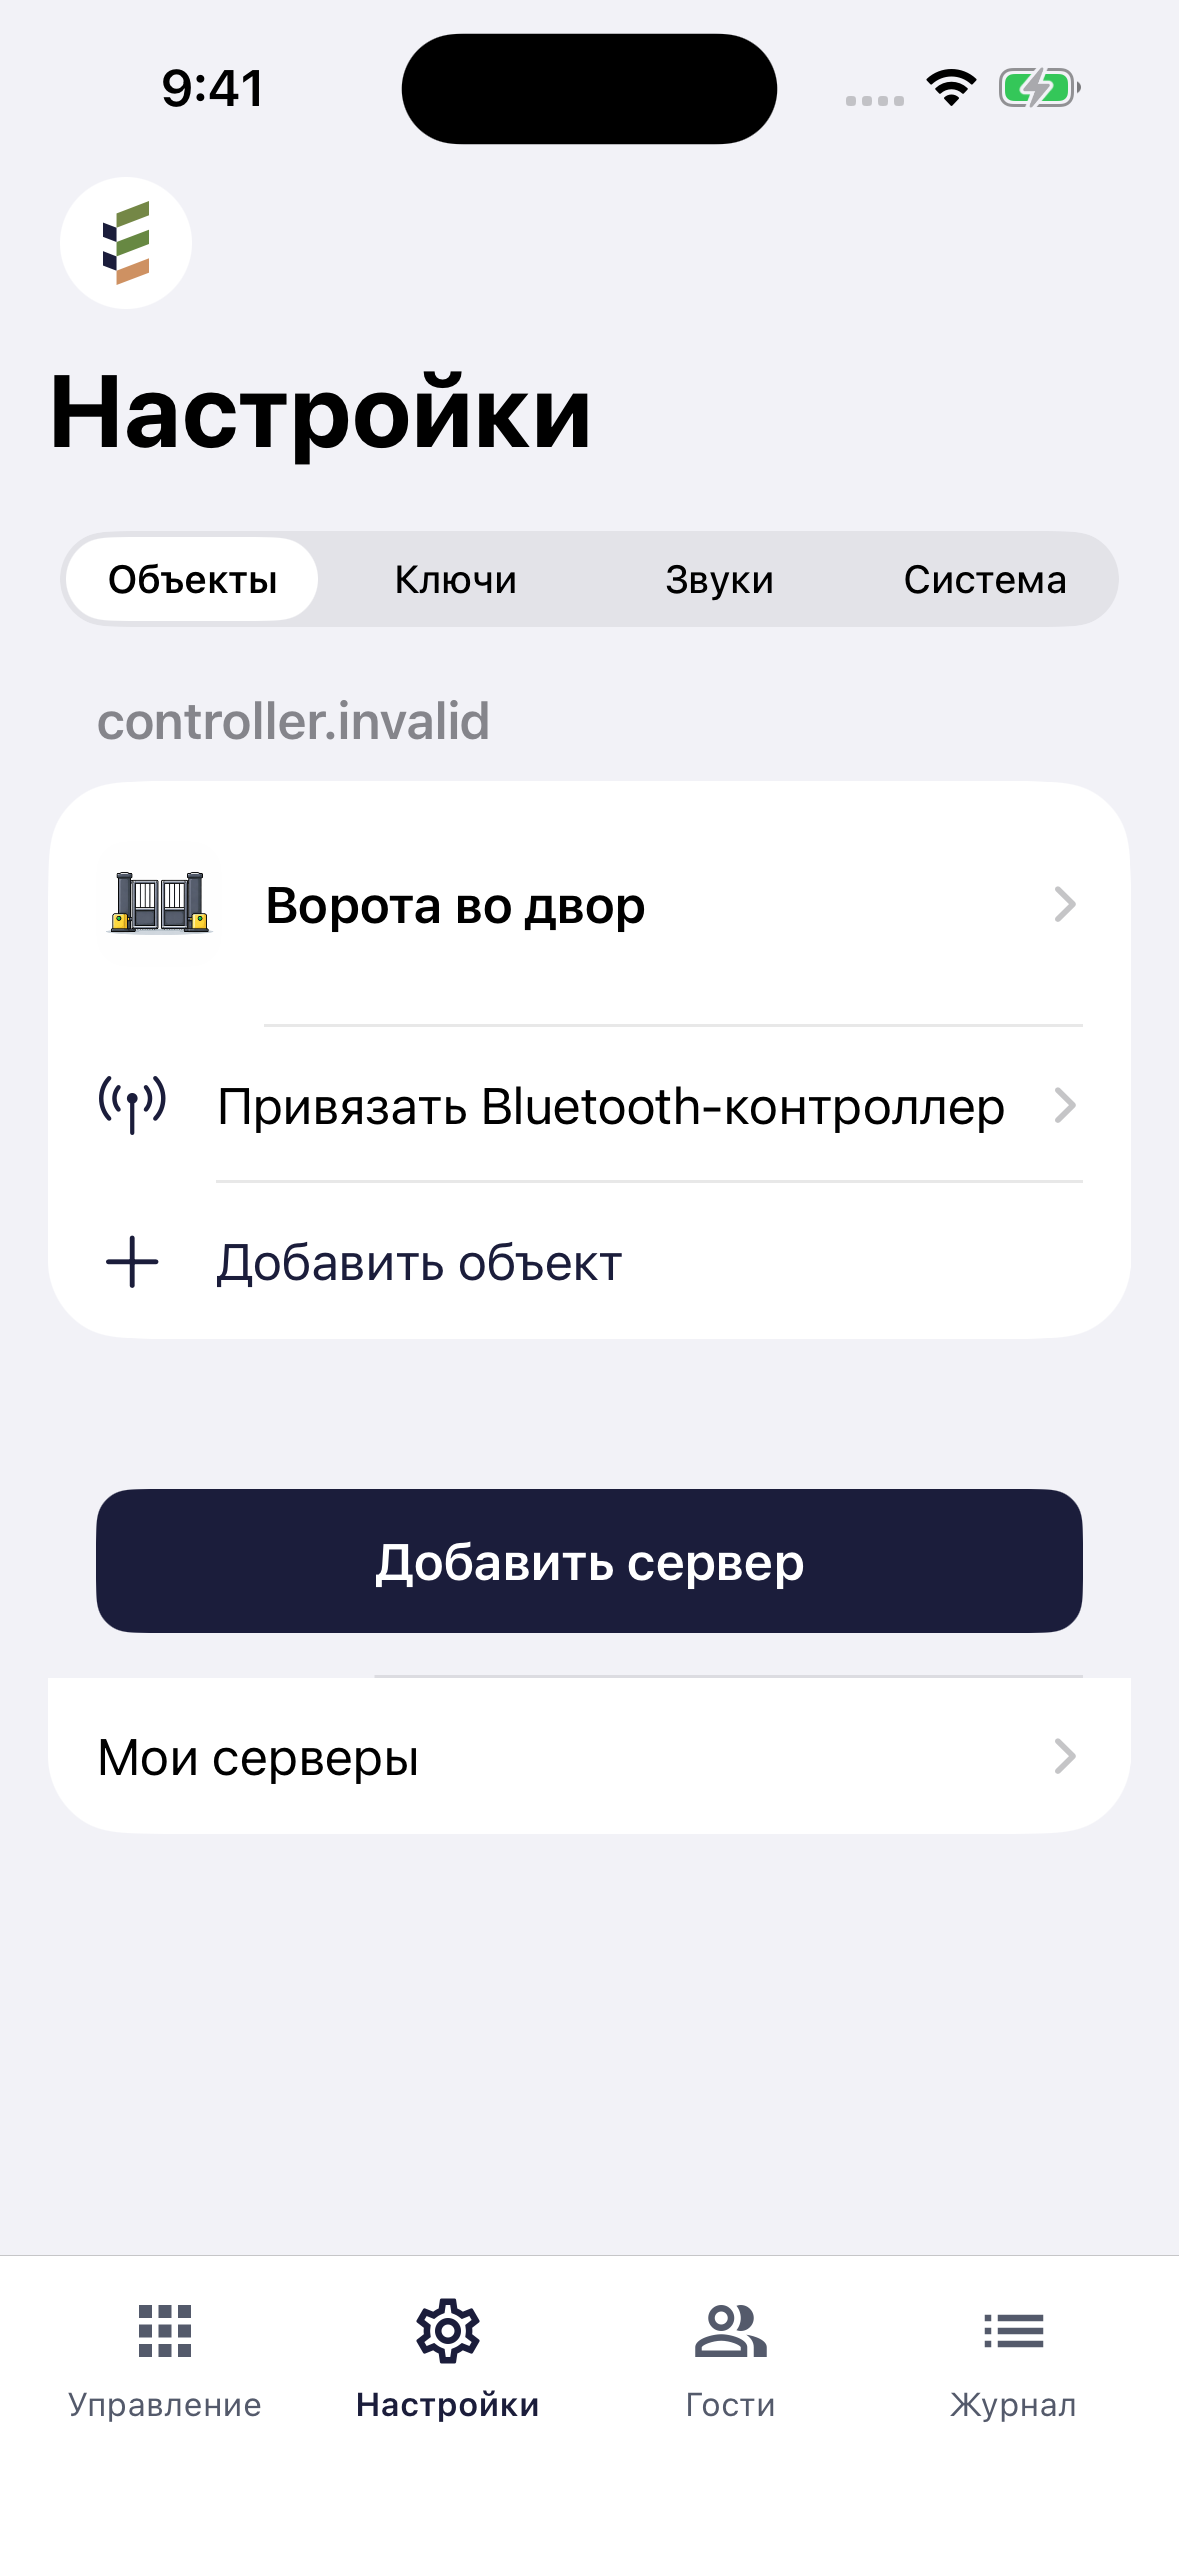 9:41
Настройки
Объекты Ключи Звуки Система
controller.invalid
Ворота во двор
Привязать Bluetooth-контроллер
Добавить объект
Добавить сервер
Мои серверы
Управление Настройки Гости Журнал